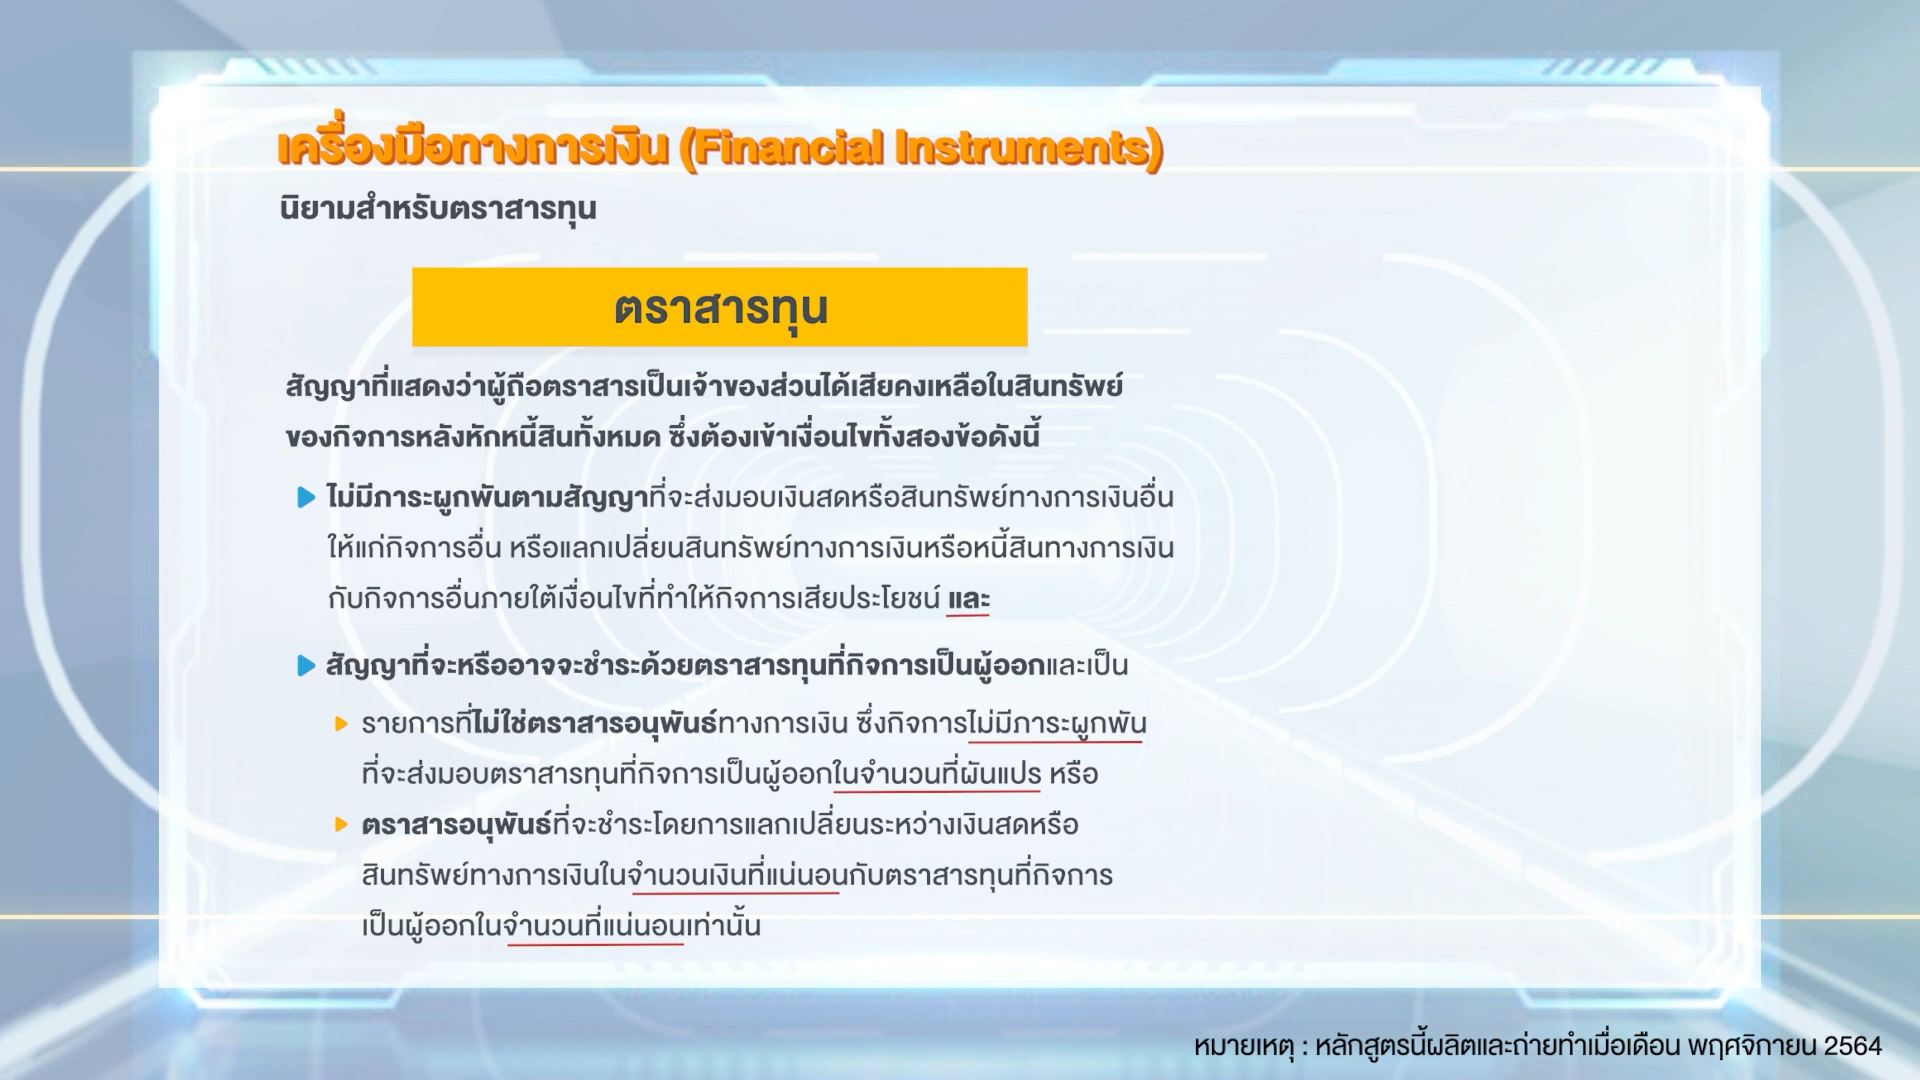 เครื่องมือทางการเงิน (Financial Instruments)
นิยามสำหรับตราสารทุน
ตราสารทุน
สัญญาที่แสดงว่าผู้ถือตราสารเป็นเจ้าของส่วนได้เสียคงเหลือในสินทรัพย์
ของกิจการหลังหักหนี้สินทั้งหมด ซึ่งต้องเข้าเงื่อนไขทั้งสองข้อดังนี้
ไม่มีภาระผูกพันตามสัญญาที่จะส่งมอบเงินสดหรือสินทรัพย์ทางการเงินอื่น
ให้แก่กิจการอื่น หรือแลกเปลี่ยนสินทรัพย์ทางการเงินหรือหนี้สินทางการเงิน
กับกิจการอื่นภายใต้เงื่อนไขที่ทำให้กิจการเสียประโยชน์ และ
สัญญาที่จะหรืออาจจะชำระด้วยตราสารทุนที่กิจการเป็นผู้ออกและเป็น
รายการที่ไม่ใช่ตราสารอนุพันธ์ทางการเงิน ซึ่งกิจการไม่มีภาระผูกพัน
ที่จะส่งมอบตราสารทุนที่กิจการเป็นผู้ออกในจำนวนที่ผันแปร หรือ
ตราสารอนุพันธ์ที่จะชำระโดยการแลกเปลี่ยนระหว่างเงินสดหรือ
สินทรัพย์ทางการเงินในจำนวนเงินที่แน่นอนกับตราสารทุนที่กิจการ
เป็นผู้ออกในจำนวนที่แน่นอนเท่านั้น
หมายเหตุ : หลักสูตรนี้ผลิตและถ่ายทำเมื่อเดือน พฤศจิกายน 2564